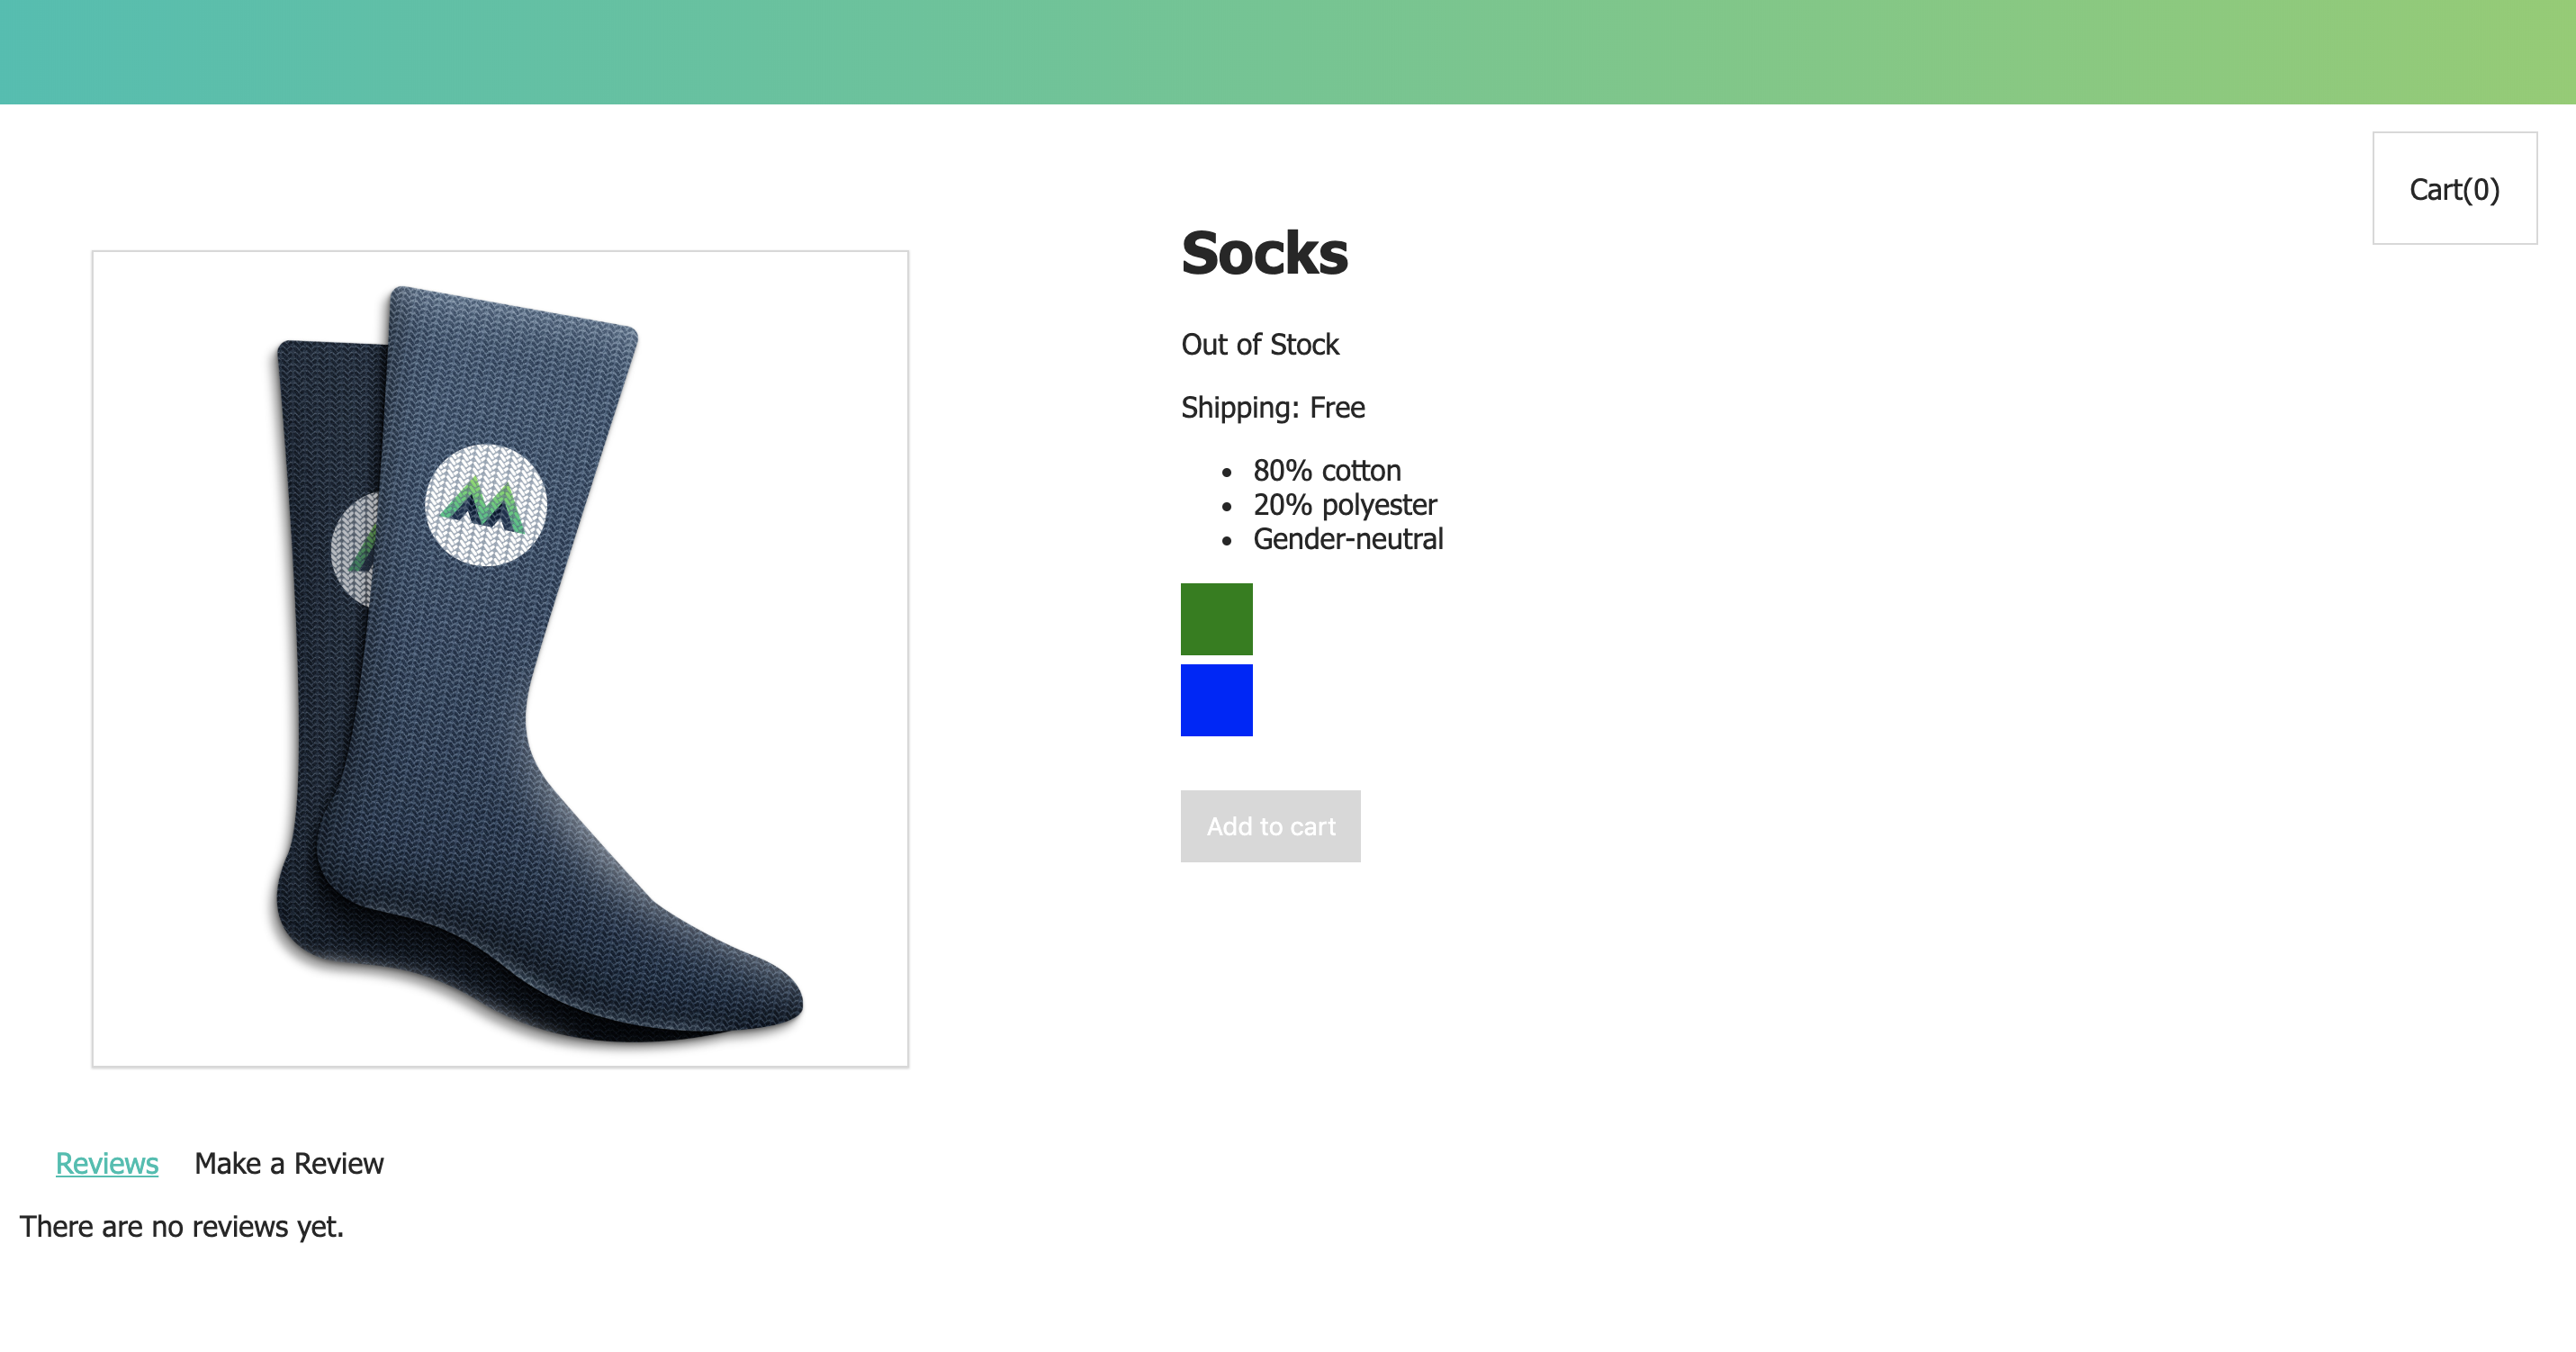 Cart(0)
Socks
Out of Stock
Shipping: Free
80% cotton
20% polyester
Gender-neutral
Add to cart
Reviews Make a Review
There are no reviews yet.